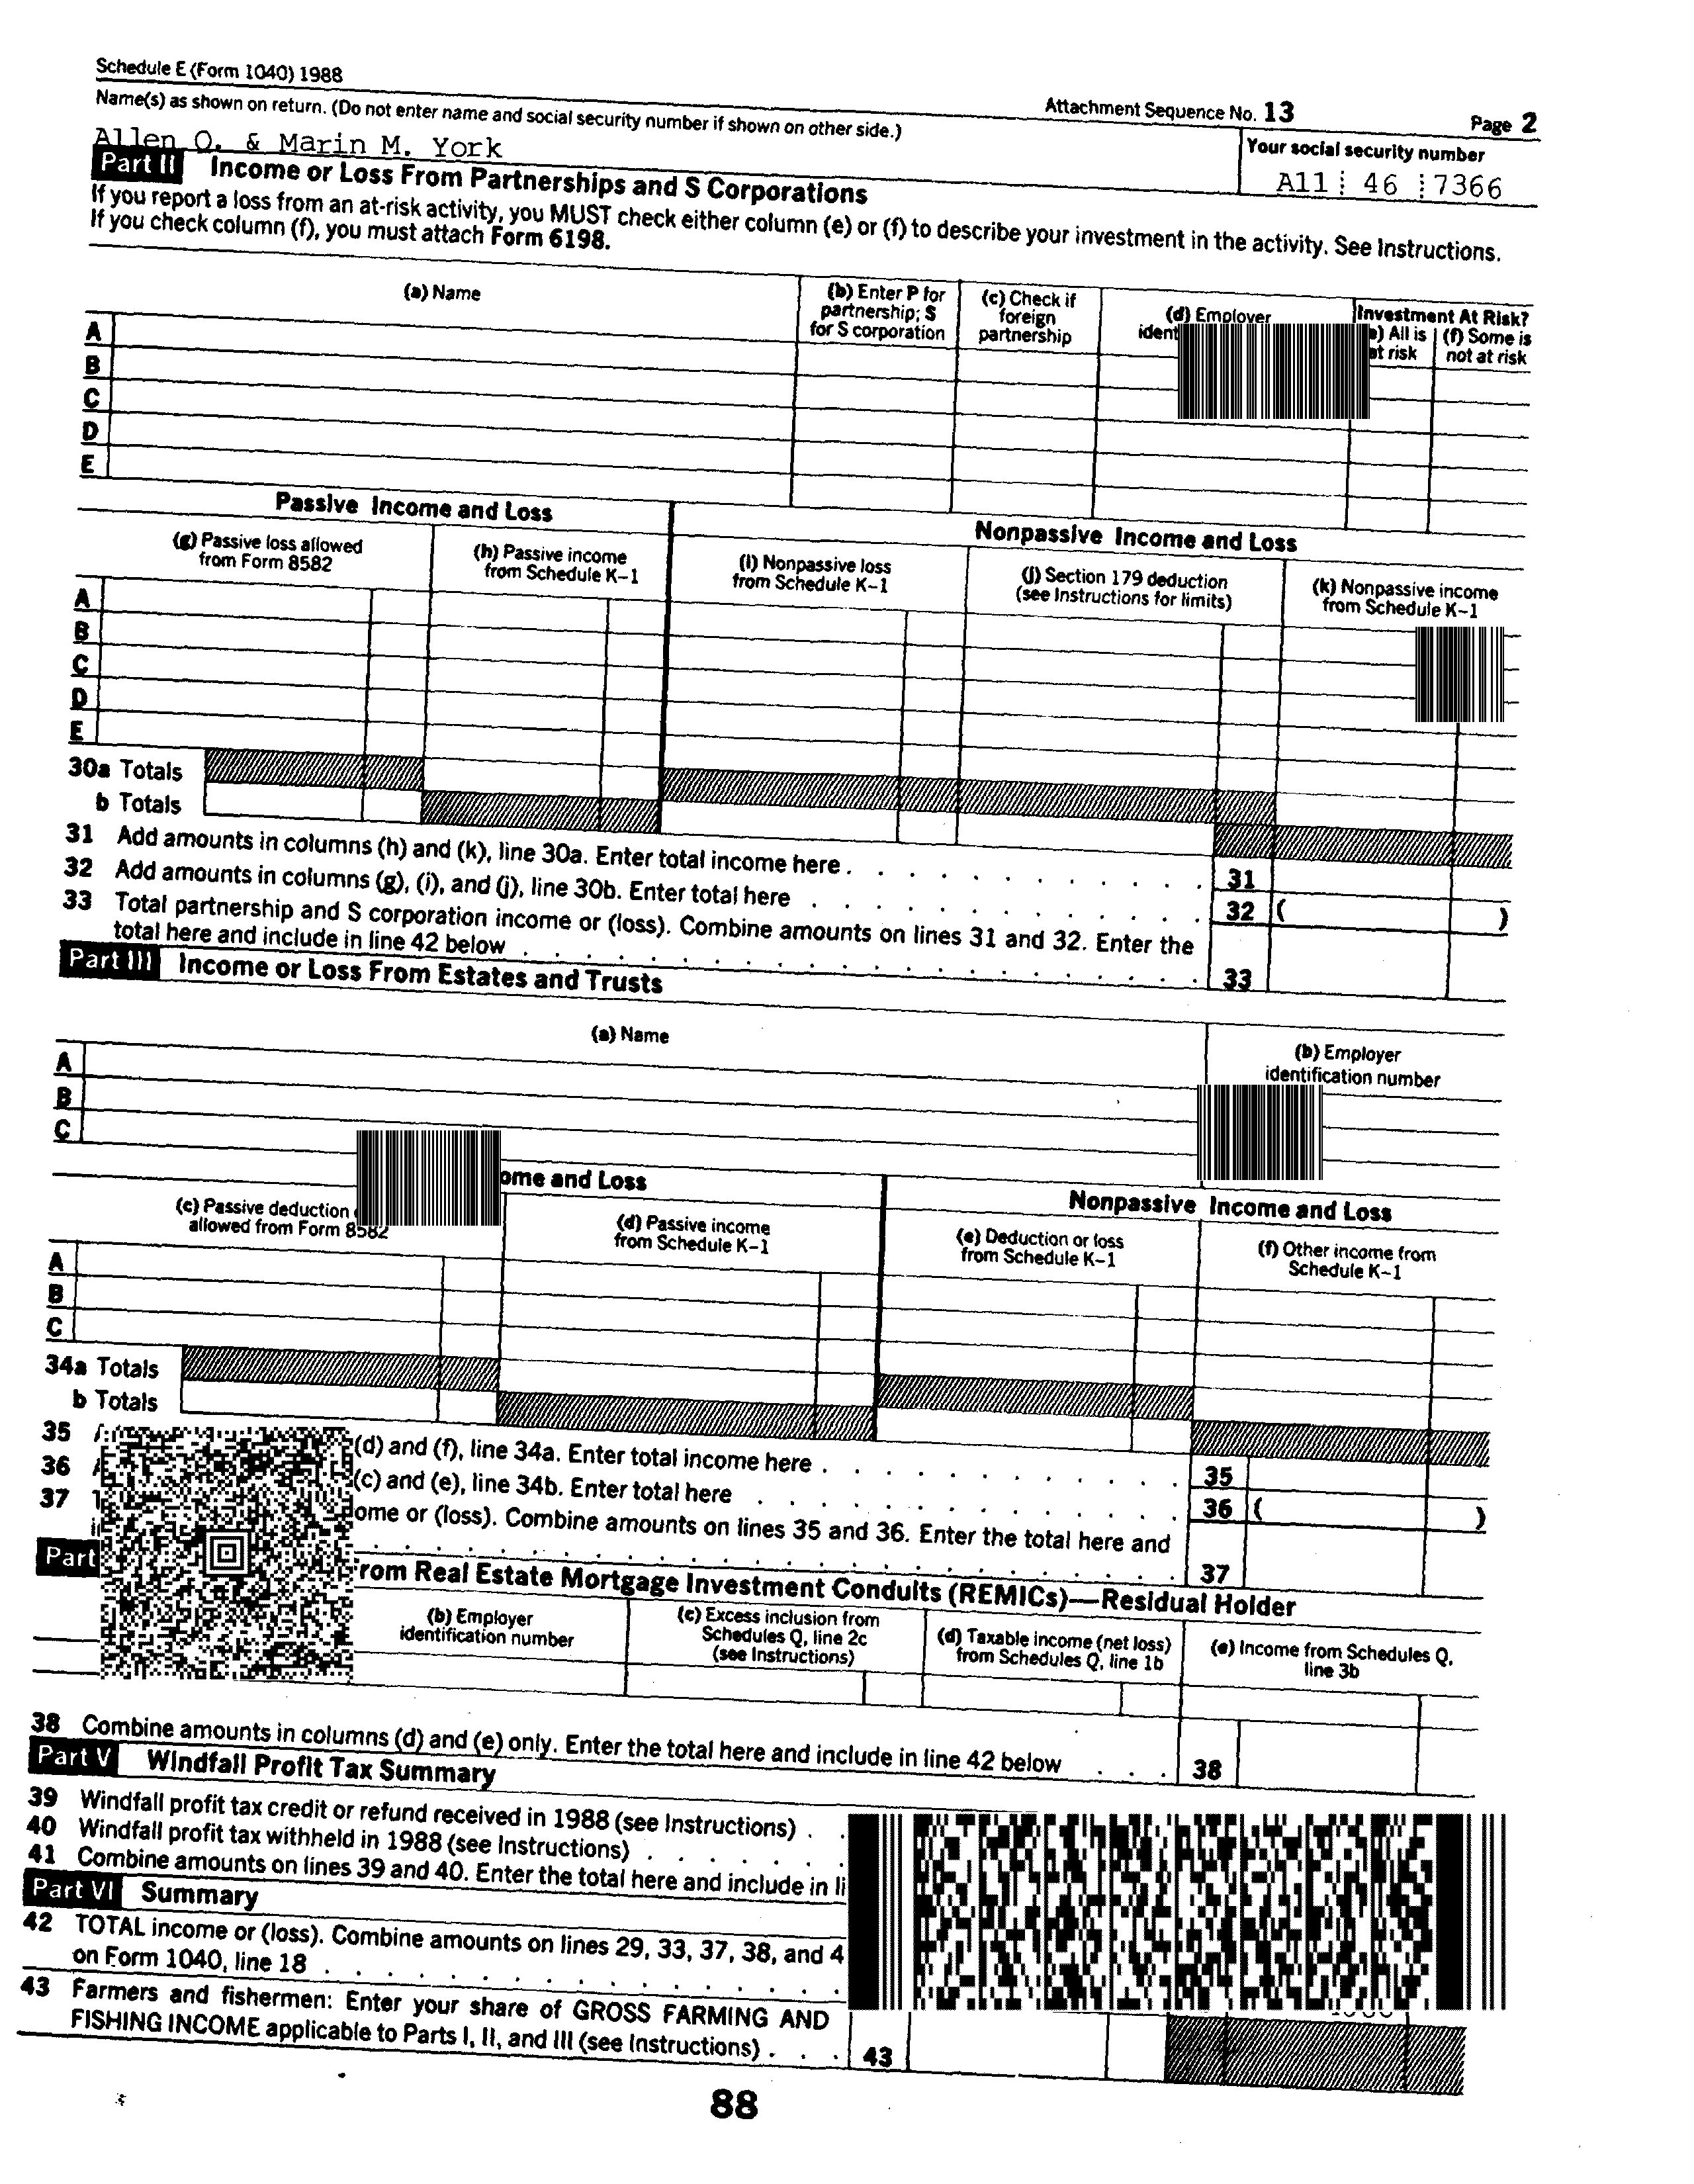 Schedule E (Form 1040) 1988
Attachment Sequence No. 13
Page 2
Name(s) as shown on return. (Do not enter name and social security number if shown on other side.)
Your social security number
Allen O. & Marin M. York
A11 46 7366
Part II Income or Loss From Partnerships and S Corporations
If you report a loss from an at-risk activity, you MUST check either column (e) or (f) to describe your investment in the activity. See Instructions.
If you check column (f), you must attach Form 6198.
(a) Name
(b) Enter P for
partnership; S
for S corporation
(c) Check if
foreign
partnership
(d) Employer
Investment At Risk?
All is
at risk
(f) Some is
not at risk
A
B
C
D
E
Passive Income and Loss
Nonpassive Income and Loss
(g) Passive loss allowed
from Form 8582
(h) Passive income
from Schedule K–1
(i) Nonpassive loss
from Schedule K–1
(j) Section 179 deduction
(see Instructions for limits)
(k) Nonpassive income
from Schedule K–1
A
B
C
D
E
30a Totals
b Totals
31 Add amounts in columns (h) and (k), line 30a. Enter total income here . . . . . . . . . . . 31
32 Add amounts in columns (g), (i), and (j), line 30b. Enter total here . . . . . . . . . . . . 32 ( )
33 Total partnership and S corporation income or (loss). Combine amounts on lines 31 and 32. Enter the
total here and include in line 42 below . . . . . . . . . . . . . . . . . . . . . . 33
Part III Income or Loss From Estates and Trusts
(a) Name
(b) Employer
identification number
A
B
C
ome and Loss
Nonpassive Income and Loss
(c) Passive deduction
allowed from Form 8582
(d) Passive income
from Schedule K–1
(e) Deduction or loss
from Schedule K–1
(f) Other income from
Schedule K–1
A
B
C
34a Totals
b Totals
35 (d) and (f), line 34a. Enter total income here . . . . . . . . . . . 35
36 (c) and (e), line 34b. Enter total here . . . . . . . . . . . . . 36 ( )
37 ome or (loss). Combine amounts on lines 35 and 36. Enter the total here and
. . . . . . . . . . . . . . . . . . . . . . 37
Part rom Real Estate Mortgage Investment Conduits (REMICs)—Residual Holder
(b) Employer
identification number
(c) Excess inclusion from
Schedules Q, line 2c
(see Instructions)
(d) Taxable income (net loss)
from Schedules Q, line 1b
(e) Income from Schedules Q,
line 3b
38 Combine amounts in columns (d) and (e) only. Enter the total here and include in line 42 below . . . 38
Part V Windfall Profit Tax Summary
39 Windfall profit tax credit or refund received in 1988 (see Instructions) . .
40 Windfall profit tax withheld in 1988 (see Instructions) . . . . . . .
41 Combine amounts on lines 39 and 40. Enter the total here and include in li
Part VI Summary
42 TOTAL income or (loss). Combine amounts on lines 29, 33, 37, 38, and 4
on Form 1040, line 18 . . . . . . . . . . . . . . . . .
43 Farmers and fishermen: Enter your share of GROSS FARMING AND
FISHING INCOME applicable to Parts I, II, and III (see Instructions) . . . 43
88